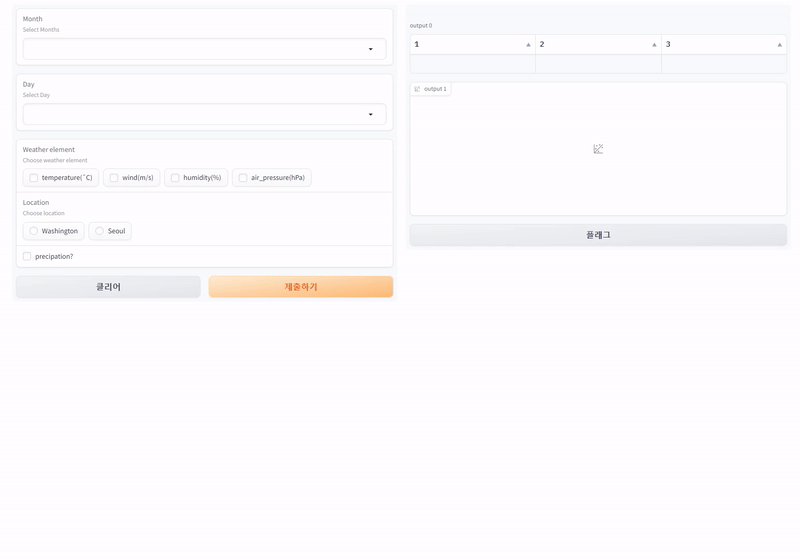 Month
Select Months
Day
Select Day
Weather element
Choose weather element
temperature(˚C) wind(m/s) humidity(%) air_pressure(hPa)
Location
Choose location
Washington Seoul
precipation?
클리어 제출하기
output 0
1 2 3
output 1
플래그